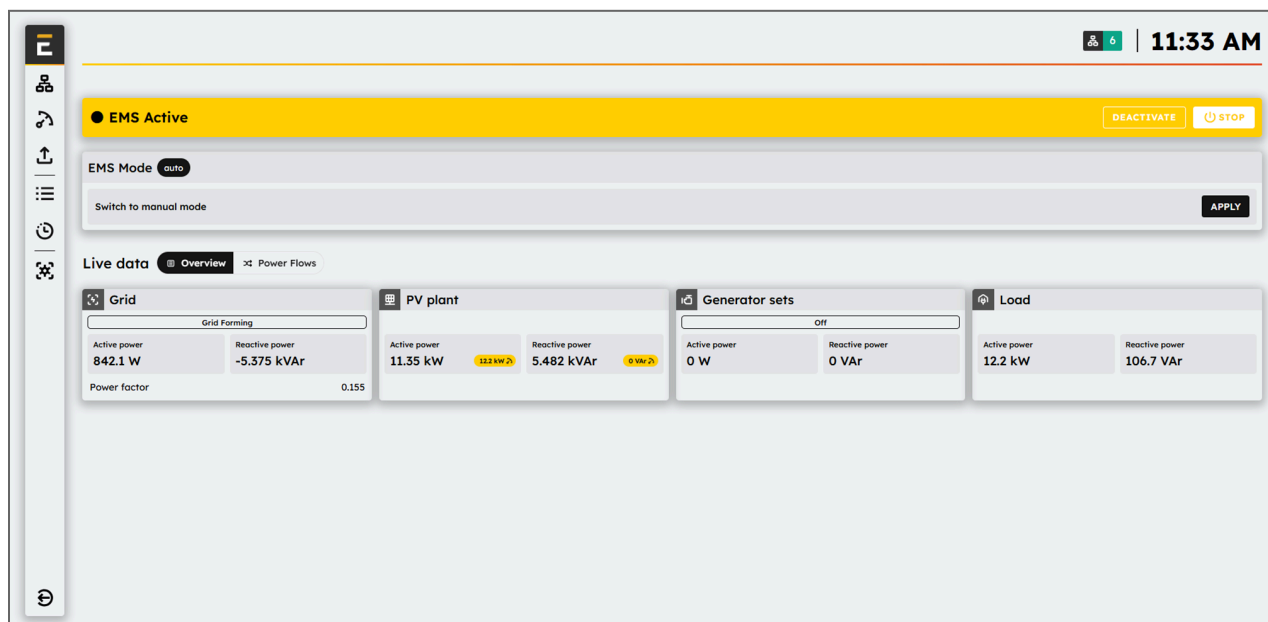 6 11:33 AM
EMS Active DEACTIVATE STOP
EMS Mode auto
Switch to manual mode APPLY
Live data Overview Power Flows
Grid
Grid Forming
Active power Reactive power
842.1 W -5.375 kVAr
Power factor 0.155
PV plant
Active power Reactive power
11.35 kW 12.2 kW 5.482 kVAr 0 VAr
Generator sets
Off
Active power Reactive power
0 W 0 VAr
Load
Active power Reactive power
12.2 kW 106.7 VAr